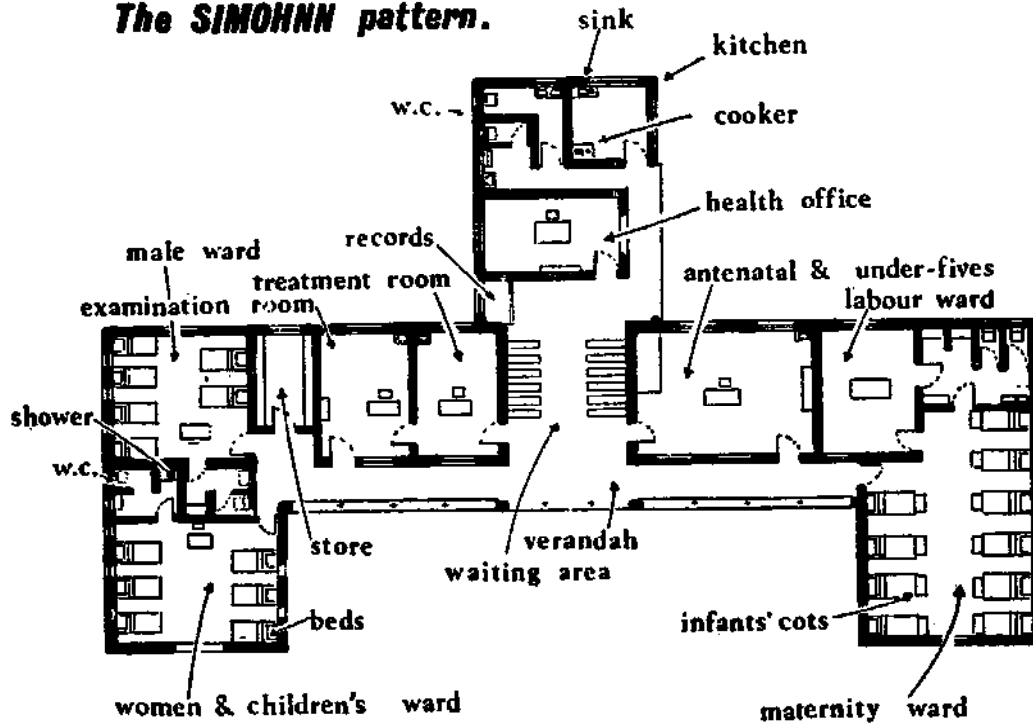 The SIMOHNN pattern.
sink
kitchen
w.c.
cooker
health office
records
male ward
treatment room
antenatal & under-fives
examination room
labour ward
shower
w.c.
store
verandah
waiting area
beds
infants' cots
women & children's ward
maternity ward